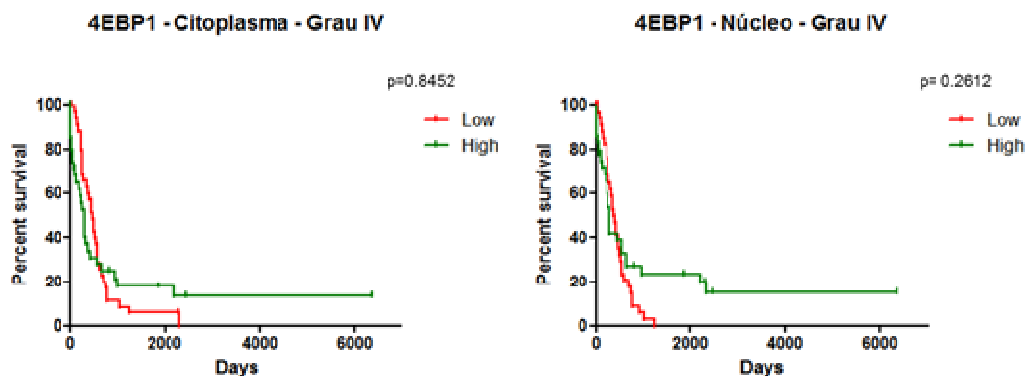 4EBP1 - Citoplasma - Grau IV
p=0.8452
Low
High
Percent survival
100
80
60
40
20
0
0 2000 4000 6000
Days
4EBP1 - Núcleo - Grau IV
p= 0.2612
Low
High
Percent survival
100
80
60
40
20
0
0 2000 4000 6000
Days